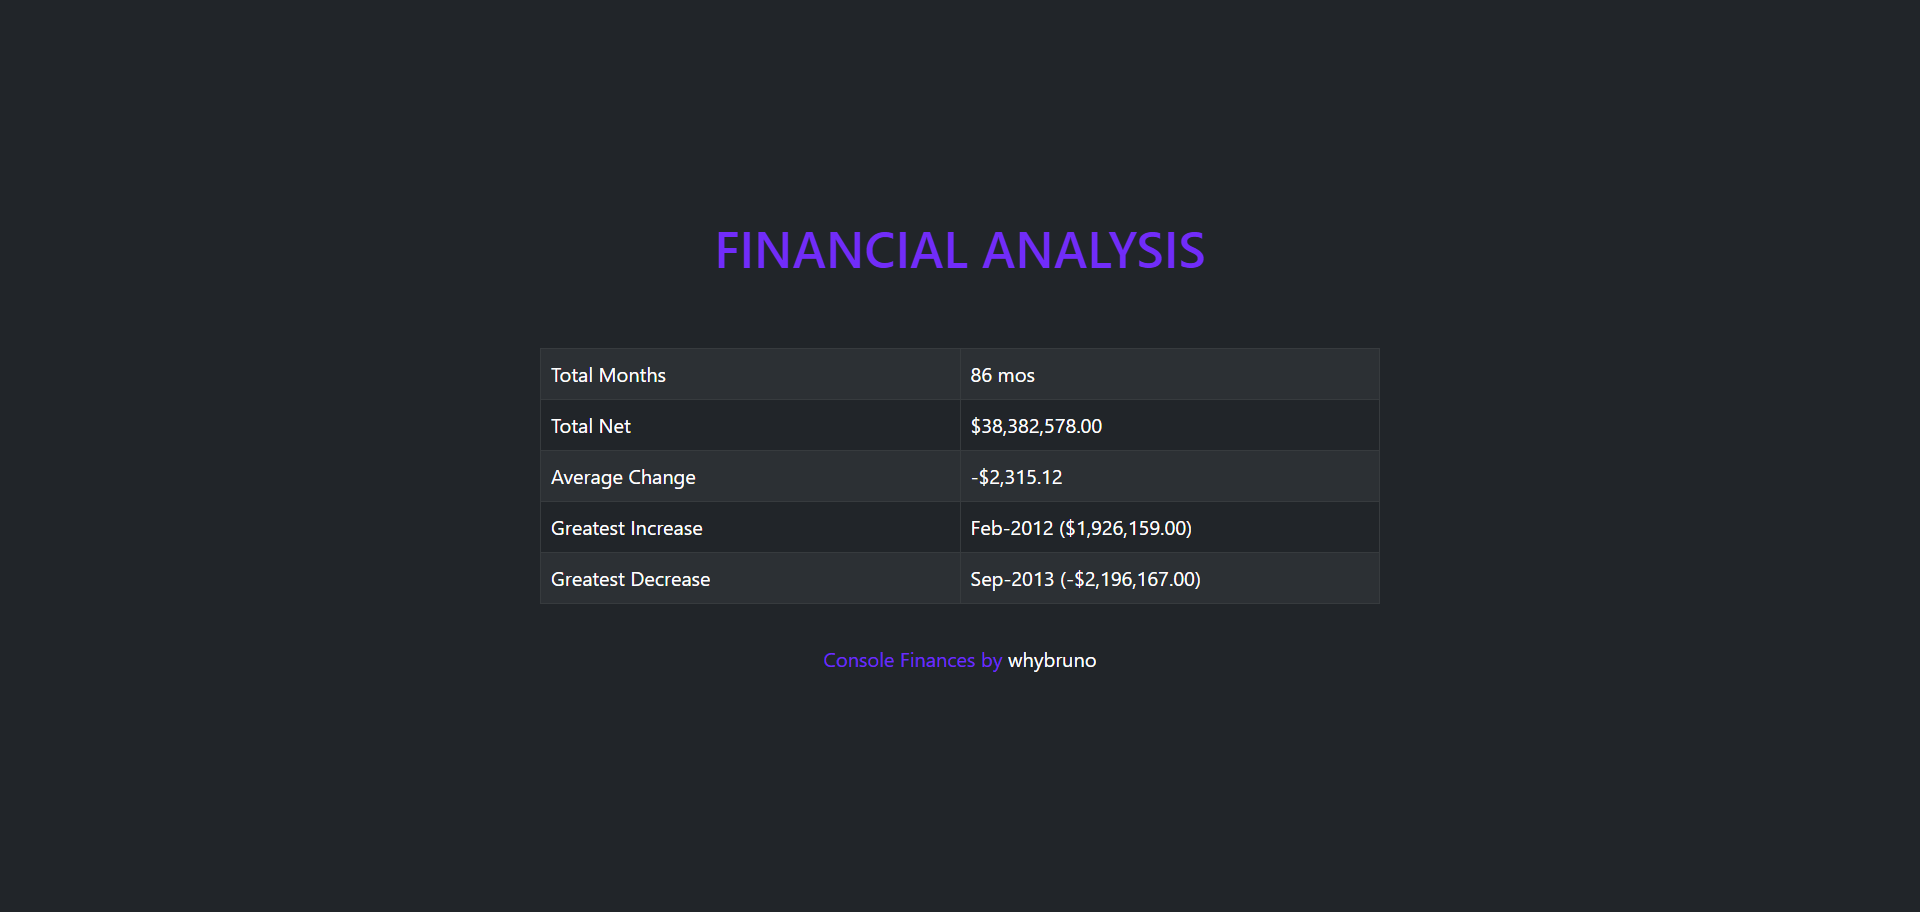 FINANCIAL ANALYSIS
Total Months 86 mos
Total Net $38,382,578.00
Average Change -$2,315.12
Greatest Increase Feb-2012 ($1,926,159.00)
Greatest Decrease Sep-2013 (-$2,196,167.00)
Console Finances by whybruno